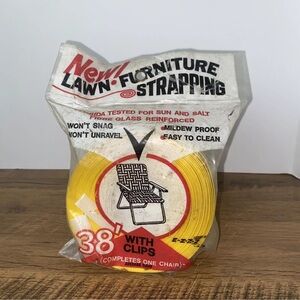 New!
LAWN FURNITURE
STRAPPING
TESTED FOR SUN AND SALT
GLASS REINFORCED
WON'T SNAG
WON'T UNRAVEL
MILDEW PROOF
EASY TO CLEAN
38'
WITH
CLIPS
(COMPLETES ONE CHAIR)